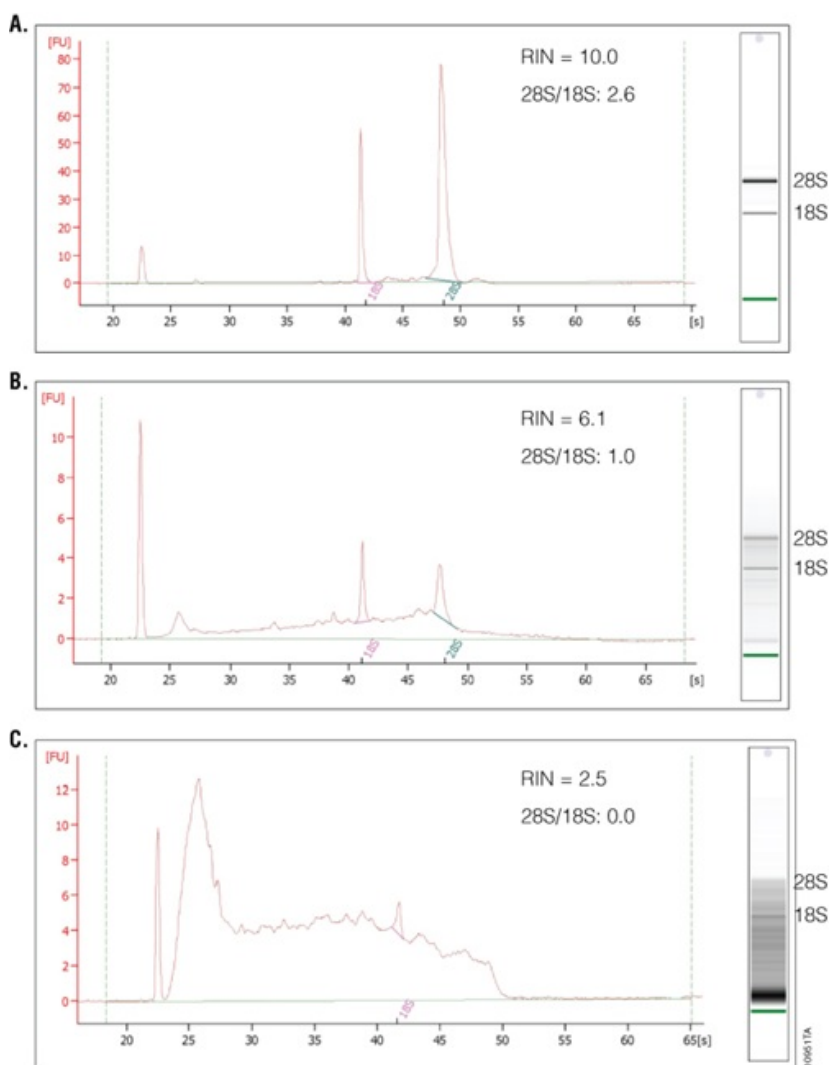 A.
[FU]
80
70
60
50
40
30
20
10
0
20 25 30 35 40 45 50 55 60 65 [s]
18S
28S
RIN = 10.0
28S/18S: 2.6
28S
18S
B.
[FU]
10
8
6
4
2
0
20 25 30 35 40 45 50 55 60 65 [s]
18S
28S
RIN = 6.1
28S/18S: 1.0
28S
18S
C.
[FU]
12
10
8
6
4
2
0
20 25 30 35 40 45 50 55 60 65[s]
18S
RIN = 2.5
28S/18S: 0.0
28S
18S